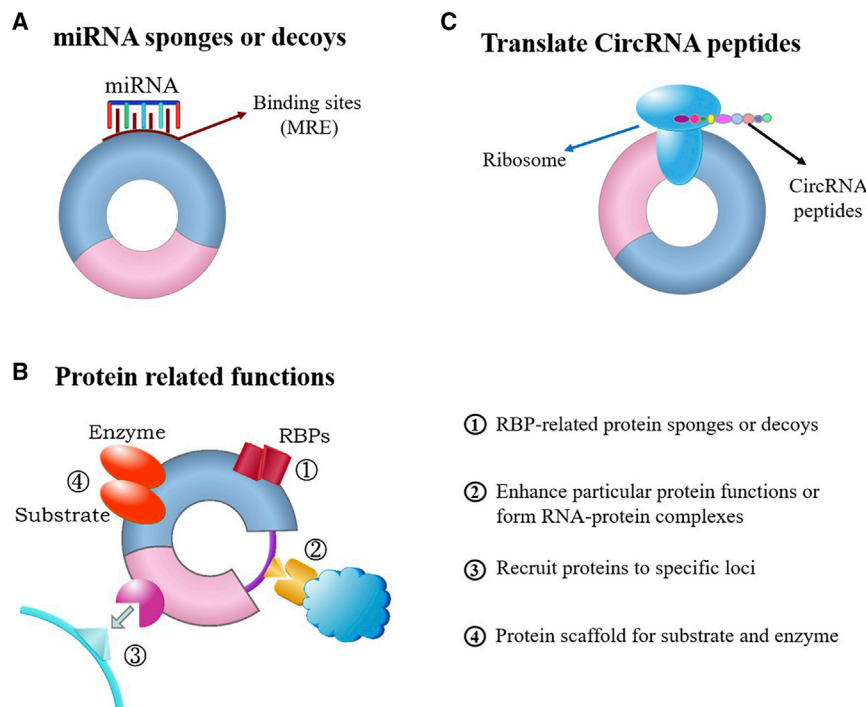 A
miRNA sponges or decoys
miRNA
Binding sites
(MRE)
C
Translate CircRNA peptides
Ribosome
CircRNA
peptides
B
Protein related functions
Enzyme
RBPs
①
④
Substrate
②
③
① RBP-related protein sponges or decoys
② Enhance particular protein functions or
form RNA-protein complexes
③ Recruit proteins to specific loci
④ Protein scaffold for substrate and enzyme